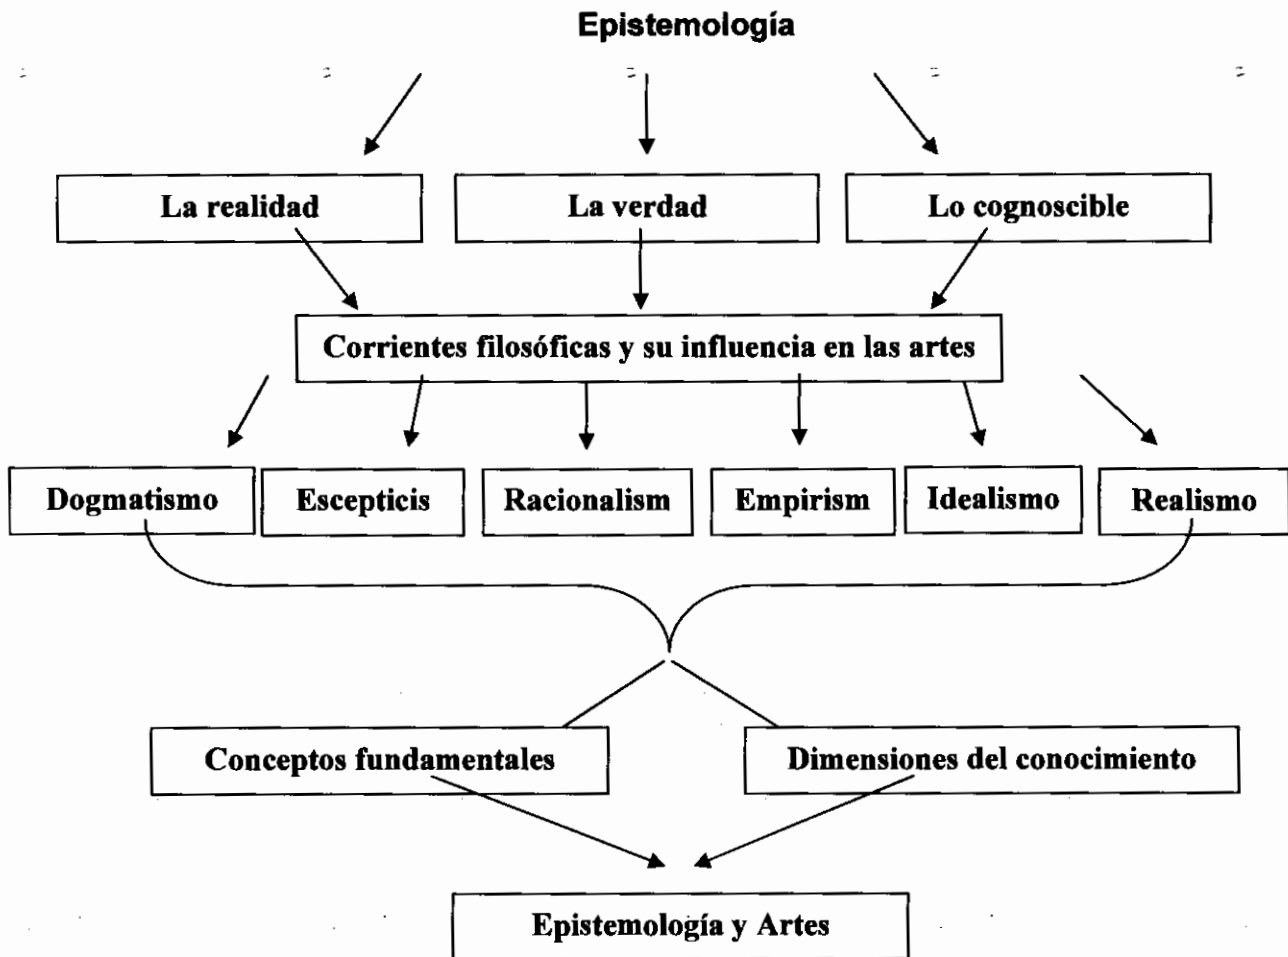 Epistemología
La realidad
La verdad
Lo cognoscible
Corrientes filosóficas y su influencia en las artes
Dogmatismo
Escepticis
Racionalism
Empirism
Idealismo
Realismo
Conceptos fundamentales
Dimensiones del conocimiento
Epistemología y Artes